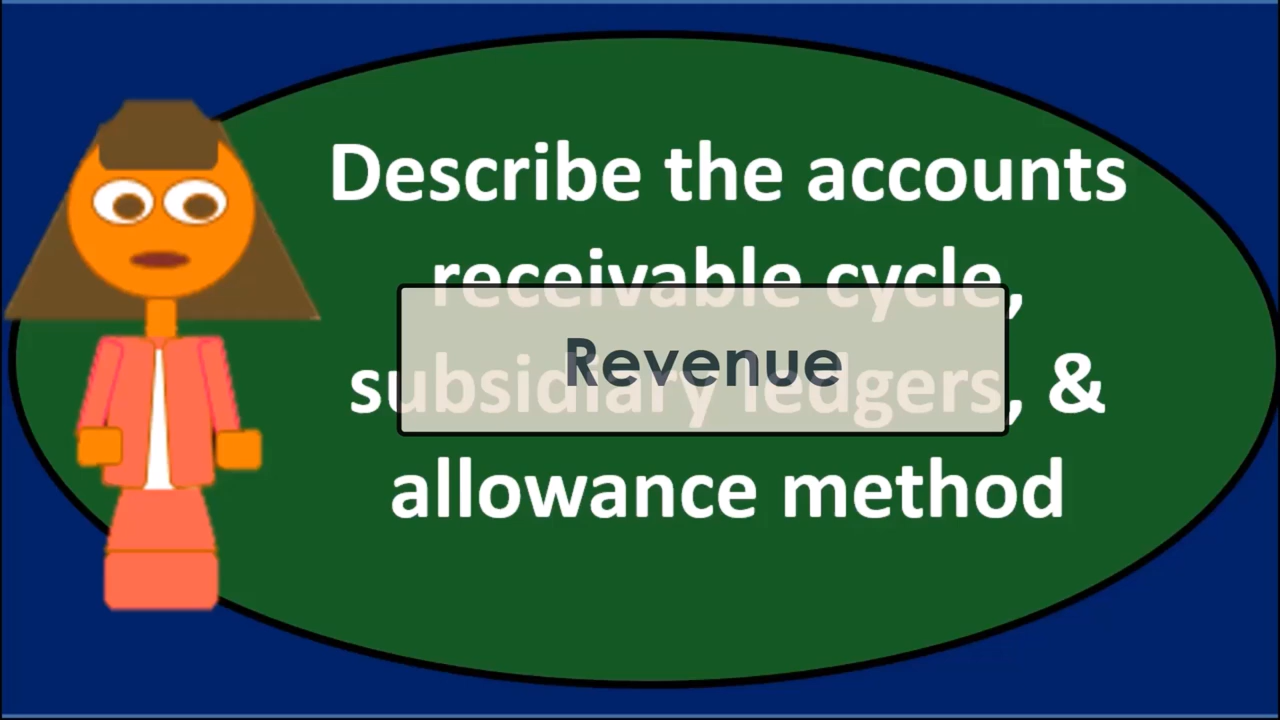 Describe the accounts
receivable cycle,
Revenue
subsidiary ledgers, &
allowance method